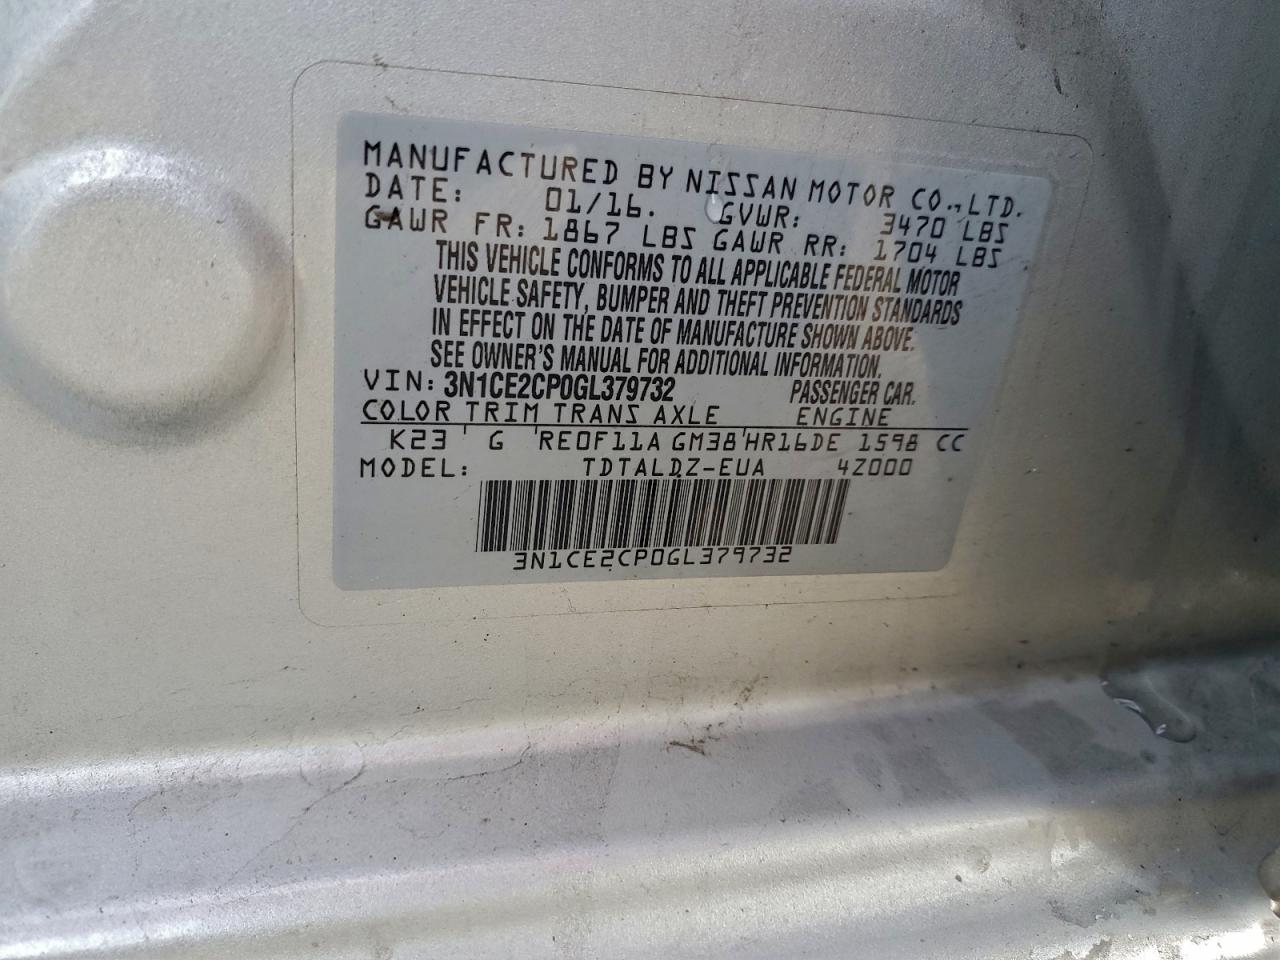 MANUFACTURED BY NISSAN MOTOR CO., LTD.
DATE: 01/16. GVWR: 3470 LBS
GAWR FR: 1867 LBS GAWR RR: 1704 LBS
THIS VEHICLE CONFORMS TO ALL APPLICABLE FEDERAL MOTOR
VEHICLE SAFETY, BUMPER AND THEFT PREVENTION STANDARDS
IN EFFECT ON THE DATE OF MANUFACTURE SHOWN ABOVE.
SEE OWNER'S MANUAL FOR ADDITIONAL INFORMATION.
VIN: 3N1CE2CP0GL379732 PASSENGER CAR.
COLOR TRIM TRANS AXLE ENGINE
K23 ' G 'RE0F11A GM38'HR16DE 1598 CC
MODEL: TDTALDZ-EUA 4Z000
3N1CE2CP0GL379732